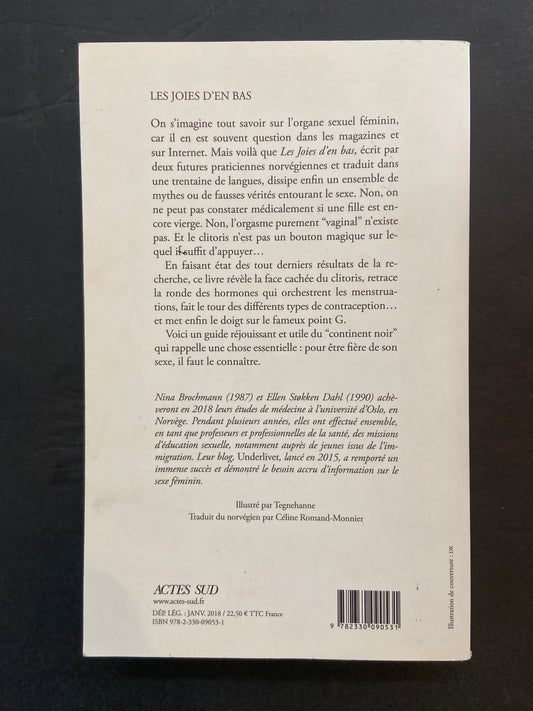 LES JOIES D'EN BAS
On s'imagine tout savoir sur l'organe sexuel féminin,
car il en est souvent question dans les magazines et
sur Internet. Mais voilà que Les Joies d'en bas, écrit par
deux futures praticiennes norvégiennes et traduit dans
une trentaine de langues, dissipe enfin un ensemble de
mythes ou de fausses vérités entourant le sexe. Non, on
ne peut pas constater médicalement si une fille est en-
core vierge. Non, l'orgasme purement “vaginal” n'existe
pas. Et le clitoris n'est pas un bouton magique sur le-
quel il suffit d'appuyer…
En faisant état des tout derniers résultats de la re-
cherche, ce livre révèle la face cachée du clitoris, retrace
la ronde des hormones qui orchestrent les menstrua-
tions, fait le tour des différents types de contraception…
et met enfin le doigt sur le fameux point G.
Voici un guide réjouissant et utile du “continent noir”
qui rappelle une chose essentielle : pour être fière de son
sexe, il faut le connaître.
Nina Brochmann (1987) et Ellen Støkken Dahl (1990) achè-
veront en 2018 leurs études de médecine à l'université d'Oslo, en
Norvège. Pendant plusieurs années, elles ont effectué ensemble,
en tant que professeurs et professionnelles de la santé, des missions
d'éducation sexuelle, notamment auprès de jeunes issus de l'im-
migration. Leur blog, Underlivet, lancé en 2015, a remporté un
immense succès et démontré le besoin accru d'information sur le
sexe féminin.
Illustré par Tegnehanne
Traduit du norvégien par Céline Romand-Monnier
ACTES SUD
www.actes-sud.fr
DÉP. LÉG. : JANV. 2018 / 22,50 € TTC France
ISBN 978-2-330-09053-1
9 782330 090531
Illustration de couverture : DR